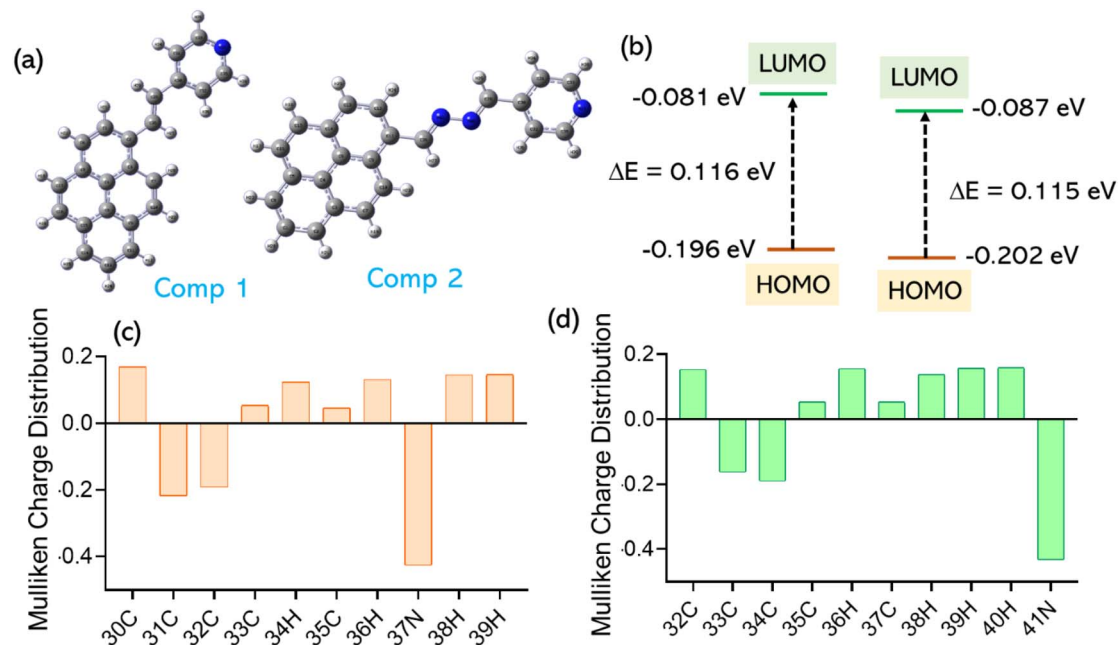 (a)
Comp 1
Comp 2
(b)
LUMO
LUMO
-0.081 eV
-0.087 eV
ΔE = 0.116 eV
ΔE = 0.115 eV
-0.196 eV
-0.202 eV
HOMO
HOMO
(c)
Mulliken Charge Distribution
0.2
0.0
-0.2
-0.4
30C
31C
32C
33C
34H
35C
36H
37N
38H
39H
(d)
Mulliken Charge Distribution
0.2
0.0
-0.2
-0.4
32C
33C
34C
35C
36H
37C
38H
39H
40H
41N